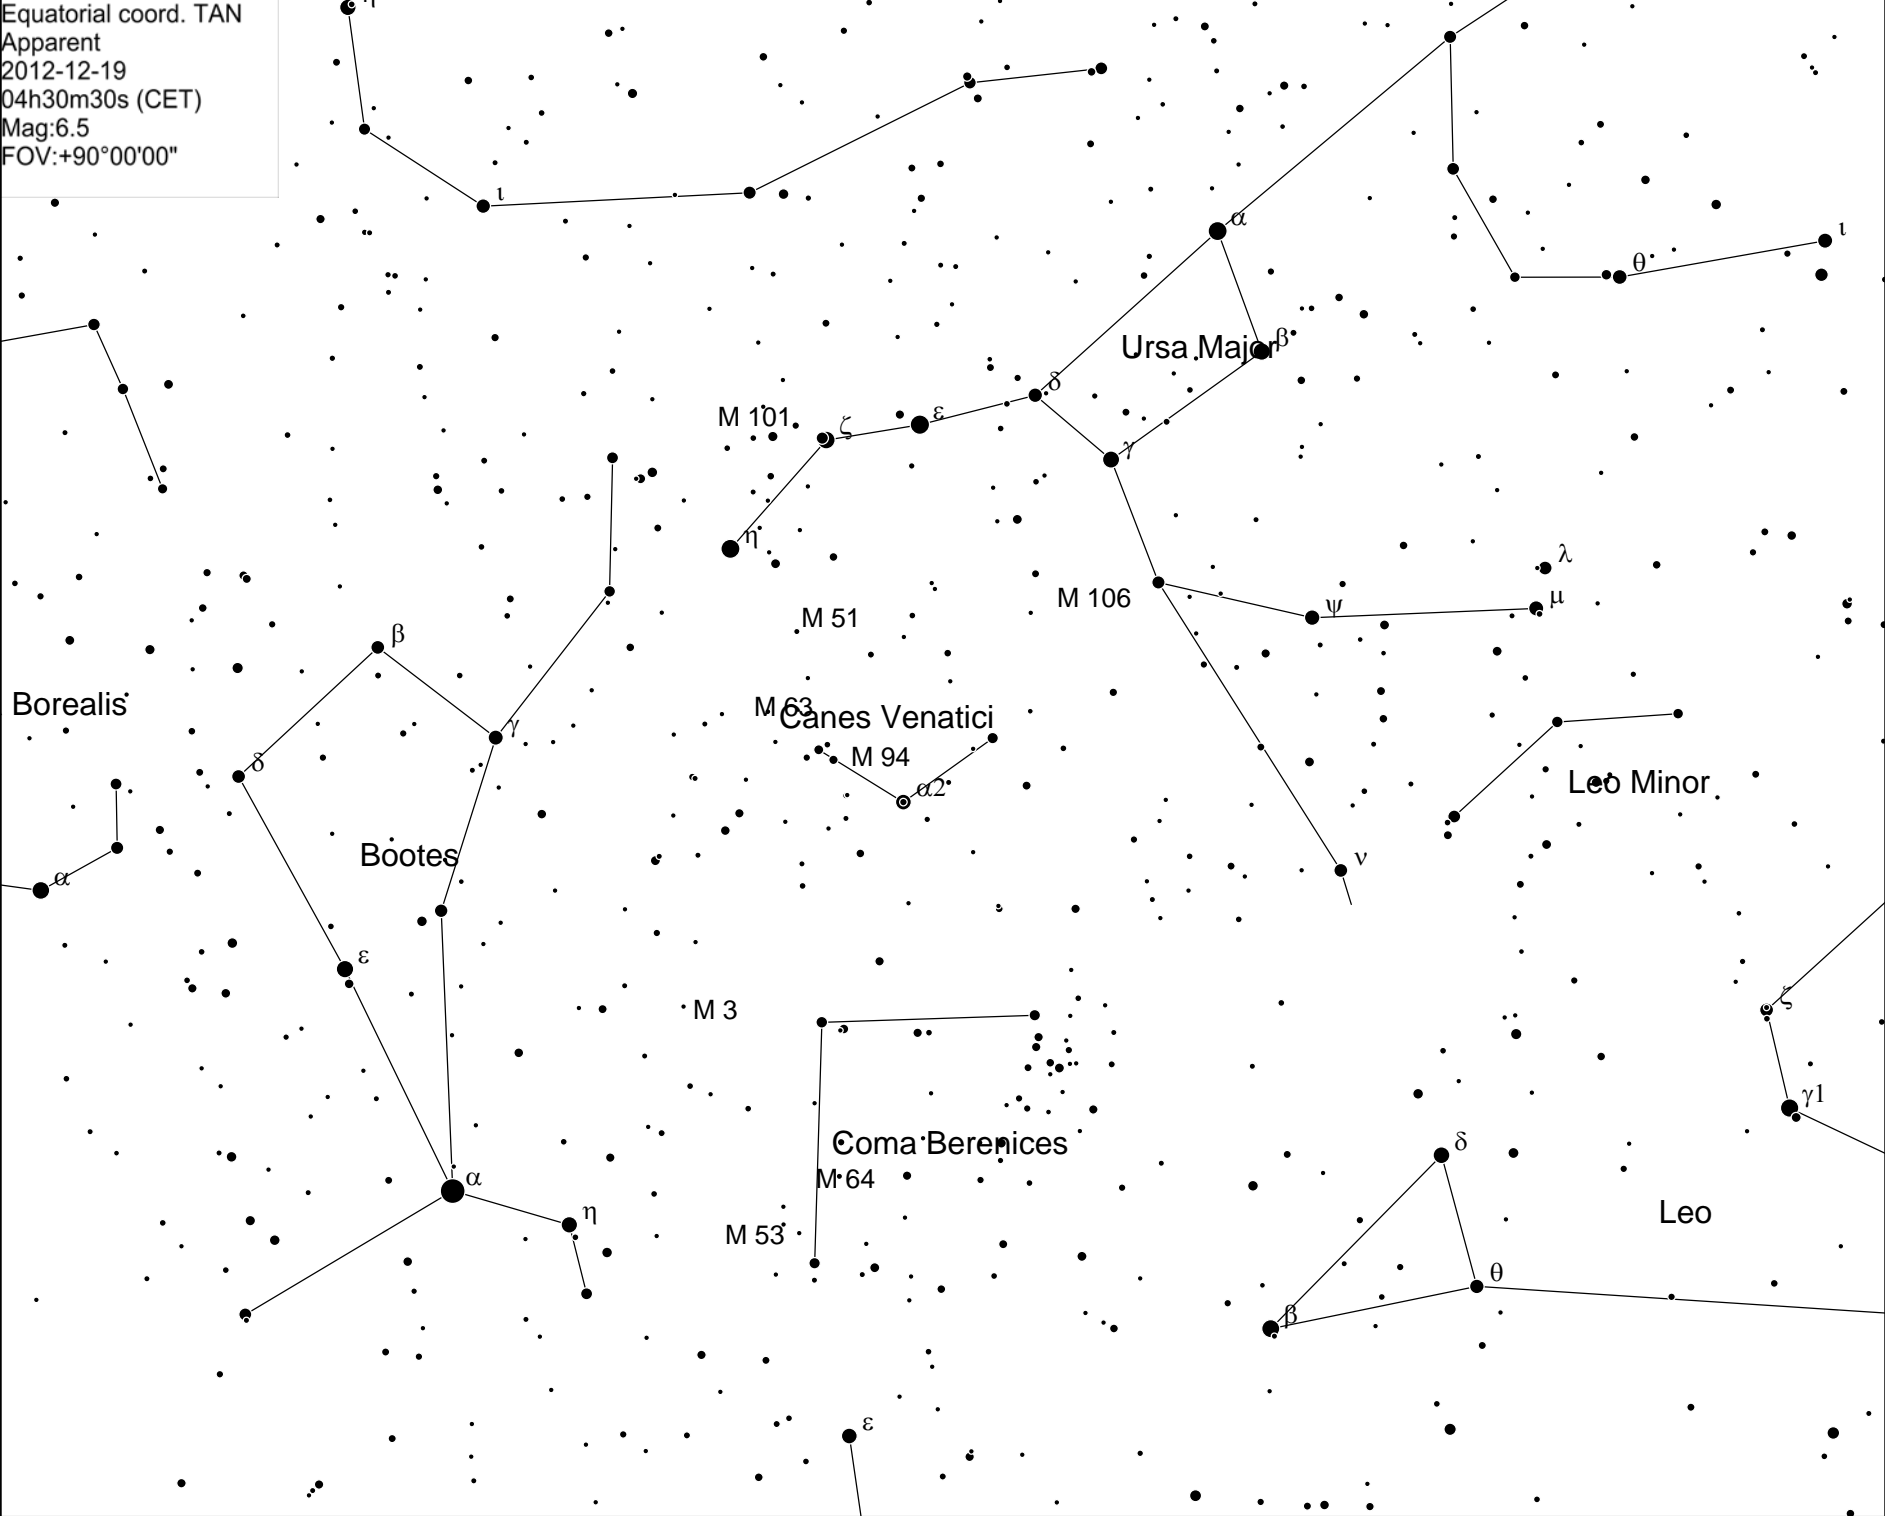 Equatorial coord. TAN
Apparent
2012-12-19
04h30m30s (CET)
Mag:6.5
FOV:+90°00'00"
η
ι
α
θ
ι
Ursa Major
β
δ
M 101
ζ
ε
γ
η
λ
M 106
ψ
μ
M 51
β
Borealis
M 63
Canes Venatici
γ
M 94
δ
α2
Leo Minor
Bootes
ν
α
ε
M 3
ζ
γ1
Coma Berenices
δ
M 64
α
η
Leo
M 53
θ
β
ε